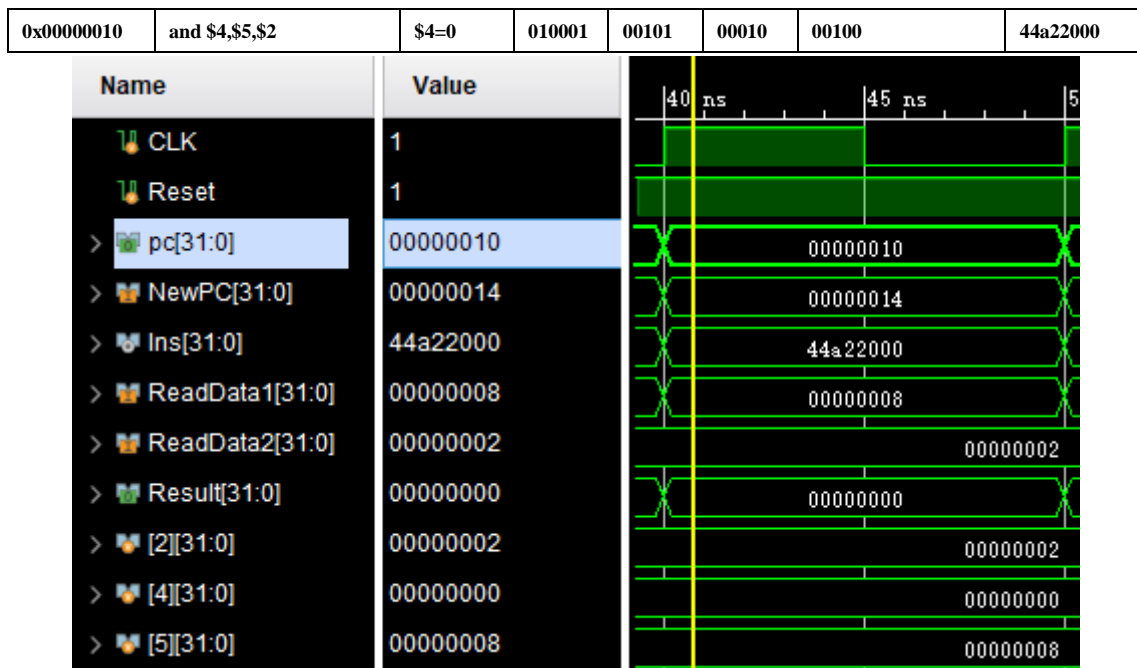 0x00000010 and $4,$5,$2 $4=0 010001 00101 00010 00100 44a22000
Name Value 40 ns 45 ns 5
CLK 1
Reset 1
pc[31:0] 00000010 00000010
NewPC[31:0] 00000014 00000014
Ins[31:0] 44a22000 44a22000
ReadData1[31:0] 00000008 00000008
ReadData2[31:0] 00000002 00000002
Result[31:0] 00000000 00000000
[2][31:0] 00000002 00000002
[4][31:0] 00000000 00000000
[5][31:0] 00000008 00000008